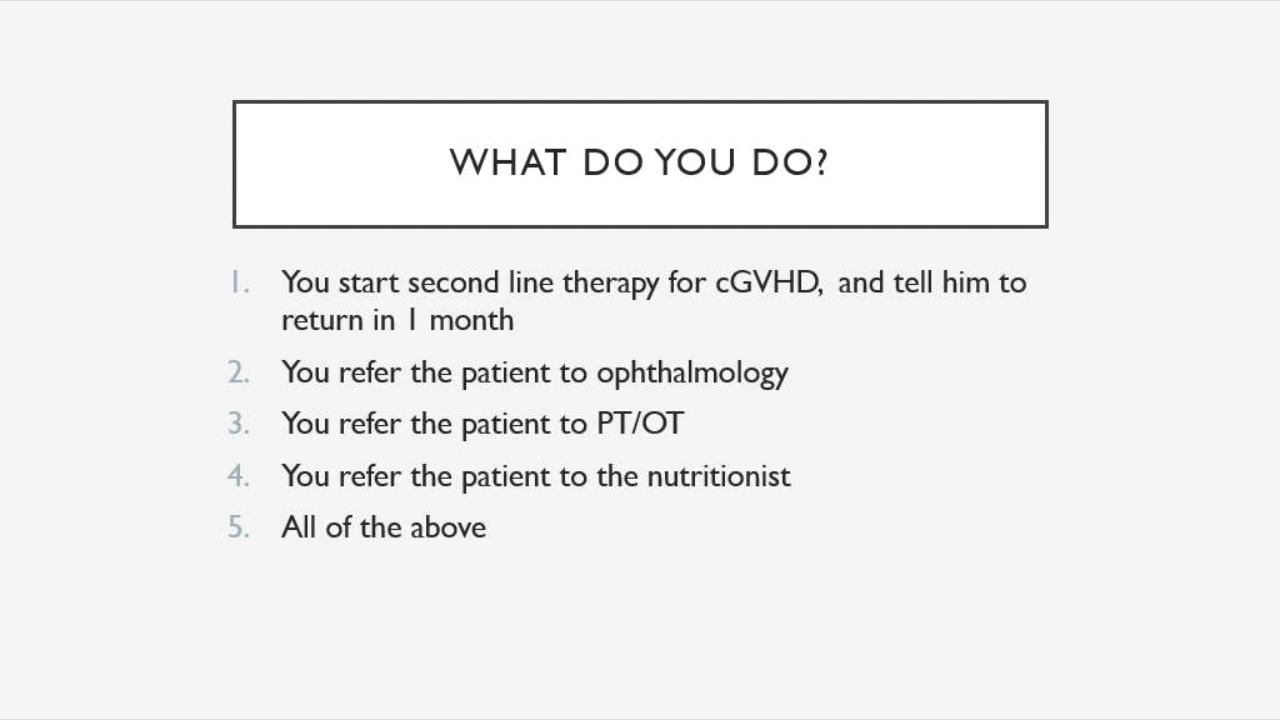 WHAT DO YOU DO?
1. You start second line therapy for cGVHD, and tell him to
return in 1 month
2. You refer the patient to ophthalmology
3. You refer the patient to PT/OT
4. You refer the patient to the nutritionist
5. All of the above